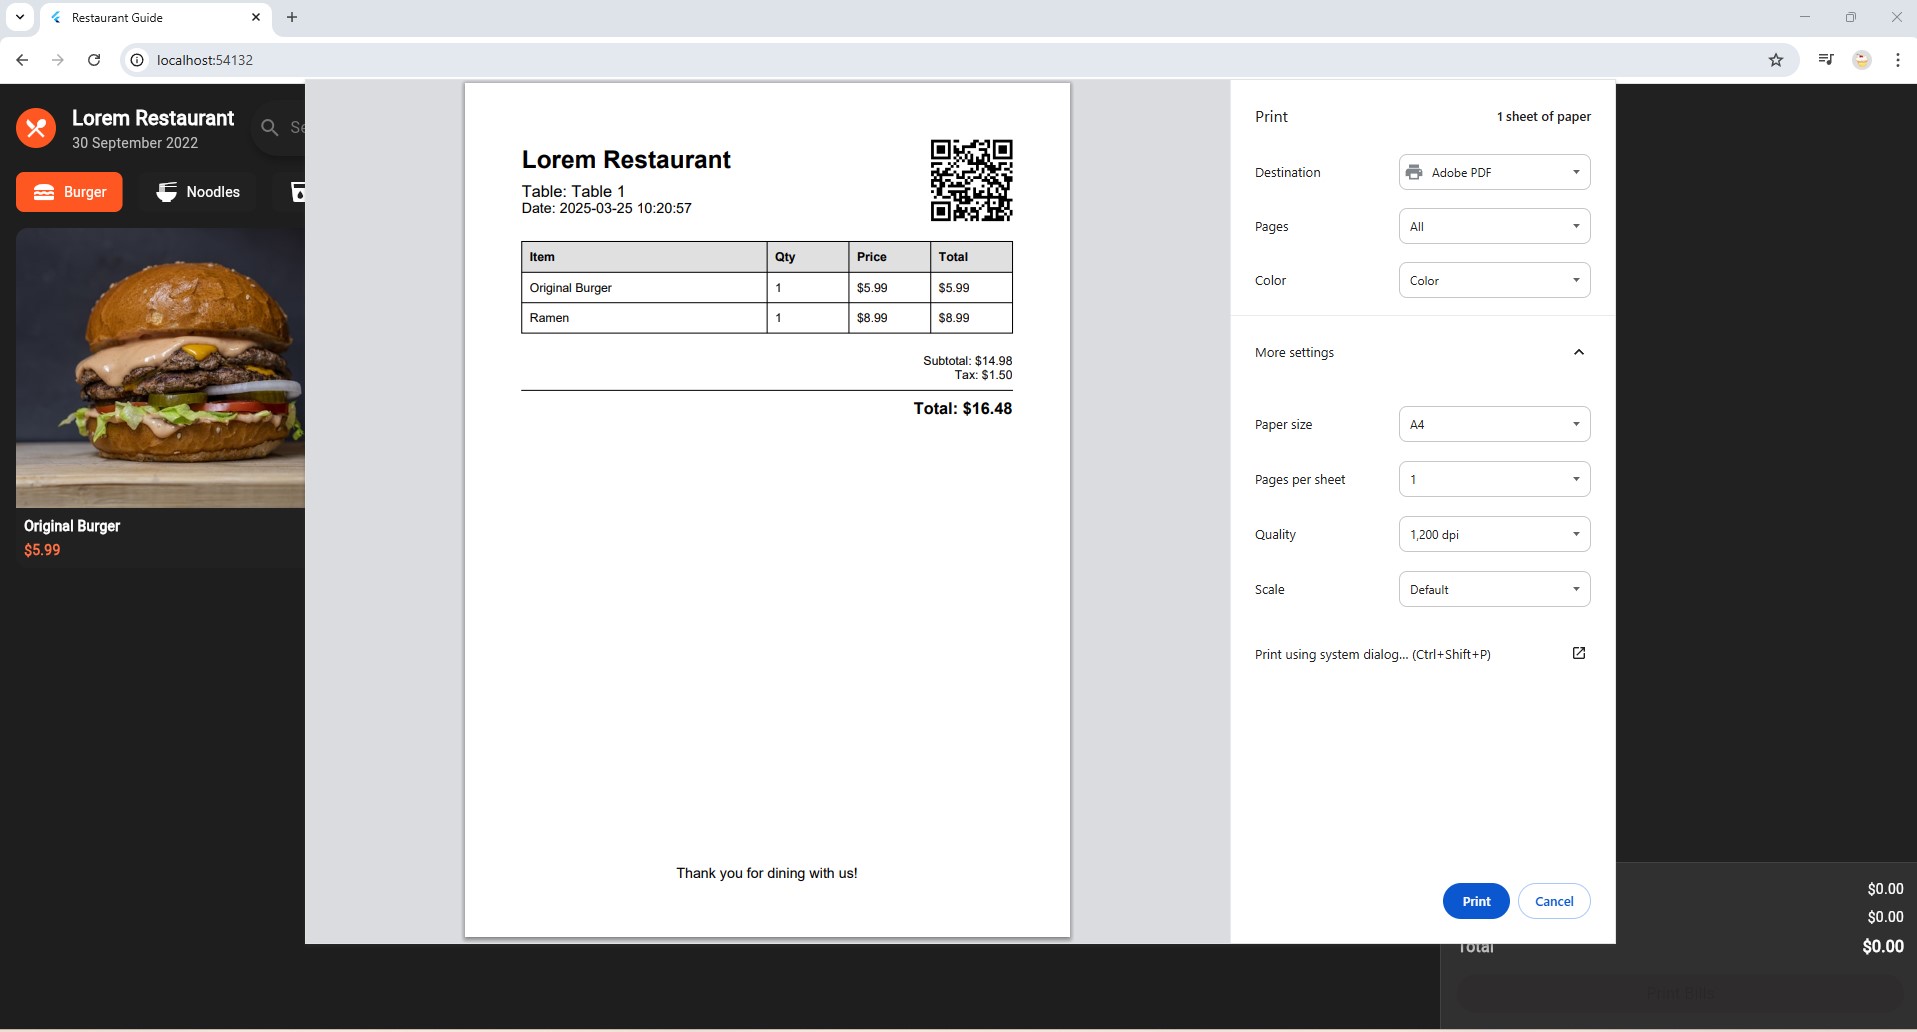 Restaurant Guide
localhost:54132
Lorem Restaurant
30 September 2022
Se
Burger
Noodles
Original Burger
$5.99
Lorem Restaurant
Table: Table 1
Date: 2025-03-25 10:20:57
Item Qty Price Total
Original Burger 1 $5.99 $5.99
Ramen 1 $8.99 $8.99
Subtotal: $14.98
Tax: $1.50
Total: $16.48
Thank you for dining with us!
Print 1 sheet of paper
Destination Adobe PDF
Pages All
Color Color
More settings
Paper size A4
Pages per sheet 1
Quality 1,200 dpi
Scale Default
Print using system dialog... (Ctrl+Shift+P)
Print Cancel
$0.00
$0.00
Total $0.00
Print Bills